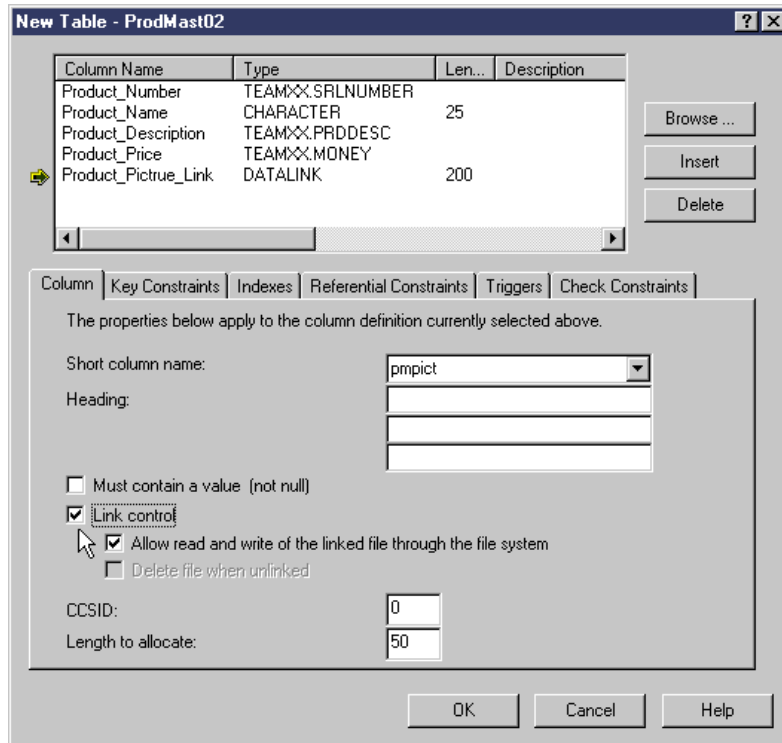 New Table - ProdMast02
Column Name Type Len... Description
Product_Number TEAMXX.SRLNUMBER
Product_Name CHARACTER 25
Product_Description TEAMXX.PRDDESC
Product_Price TEAMXX.MONEY
Product_Pictrue_Link DATALINK 200
Browse ...
Insert
Delete
Column Key Constraints Indexes Referential Constraints Triggers Check Constraints
The properties below apply to the column definition currently selected above.
Short column name: pmpict
Heading:
Must contain a value (not null)
Link control
Allow read and write of the linked file through the file system
Delete file when unlinked
CCSID: 0
Length to allocate: 50
OK Cancel Help